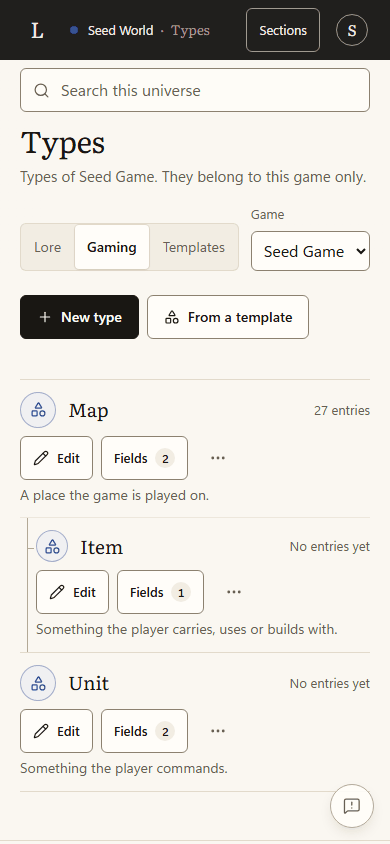 L
Seed World · Types
Sections
S
Search this universe
Types
Types of Seed Game. They belong to this game only.
Game
Lore
Gaming
Templates
Seed Game
New type
From a template
Map
27 entries
Edit
Fields 2
A place the game is played on.
Item
No entries yet
Edit
Fields 1
Something the player carries, uses or builds with.
Unit
No entries yet
Edit
Fields 2
Something the player commands.